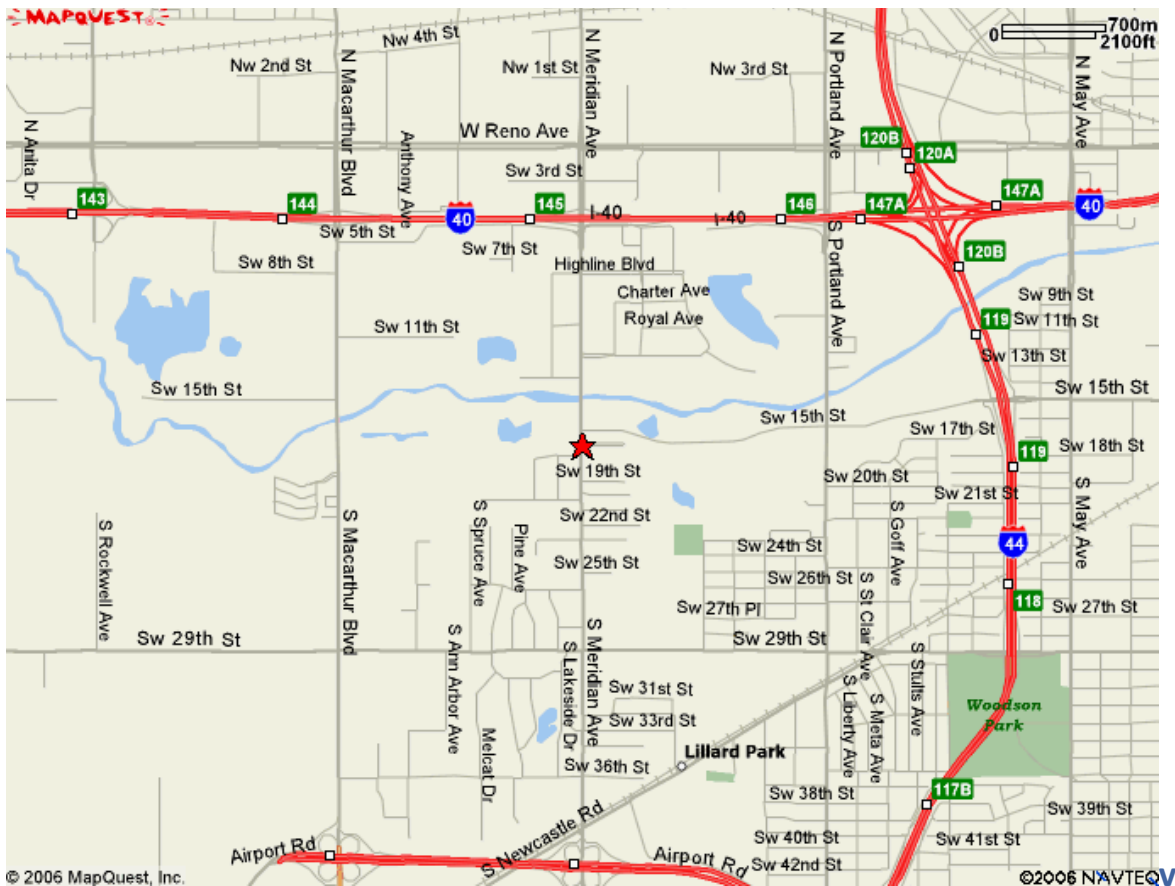 MAPQUEST
700m
0
2100ft
Nw 4th St
Nw 2nd St
Nw 1st St
Nw 3rd St
N Macarthur Blvd
N Meridian Ave
N Portland Ave
N May Ave
N Anita Dr
Anthony Ave
W Reno Ave
120B
120A
Sw 3rd St
143
144
145
146
147A
147A
40
I-40
I-40
40
Sw 5th St
Sw 7th St
Sw 8th St
Highline Blvd
S Portland Ave
120B
Charter Ave
Royal Ave
Sw 9th St
Sw 11th St
119
Sw 11th St
Sw 13th St
Sw 15th St
Sw 15th St
Sw 15th St
Sw 17th St
Sw 18th St
119
Sw 19th St
Sw 20th St
Sw 21st St
S May Ave
S Spruce Ave
Pine Ave
Sw 22nd St
S Goff Ave
S Rockwell Ave
S Macarthur Blvd
Sw 24th St
44
Sw 25th St
Sw 26th St
S St Clair Ave
118
Sw 27th Pl
Sw 27th St
Sw 29th St
Sw 29th St
S Ann Arbor Ave
S Lakeside Dr
S Meridian Ave
S Stults Ave
Sw 31st St
S Liberty Ave
S Meta Ave
Woodson
Park
Sw 33rd St
Melcat Dr
Lillard Park
Sw 36th St
117B
Sw 38th St
Sw 39th St
S Newcastle Rd
Sw 40th St
Sw 41st St
Airport Rd
Airport Rd
Sw 42nd St
© 2006 MapQuest, Inc.
©2006 NAVTEQ